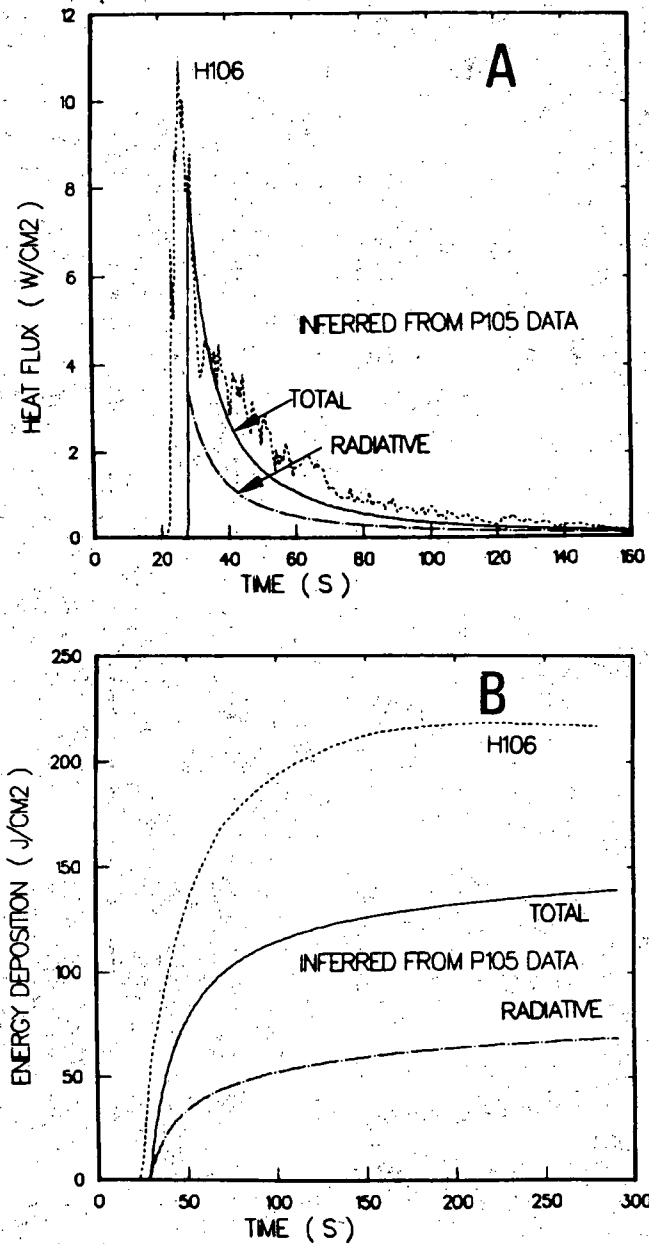 12
10
8
6
4
2
0
HEAT FLUX ( W/CM2 )
H106
A
INFERRED FROM P105 DATA
TOTAL
RADIATIVE
0
20
40
60
80
100
120
140
160
TIME ( S )
250
200
150
100
50
0
ENERGY DEPOSITION ( J/CM2 )
B
H106
TOTAL
INFERRED FROM P105 DATA
RADIATIVE
0
50
100
150
200
250
300
TIME ( S )